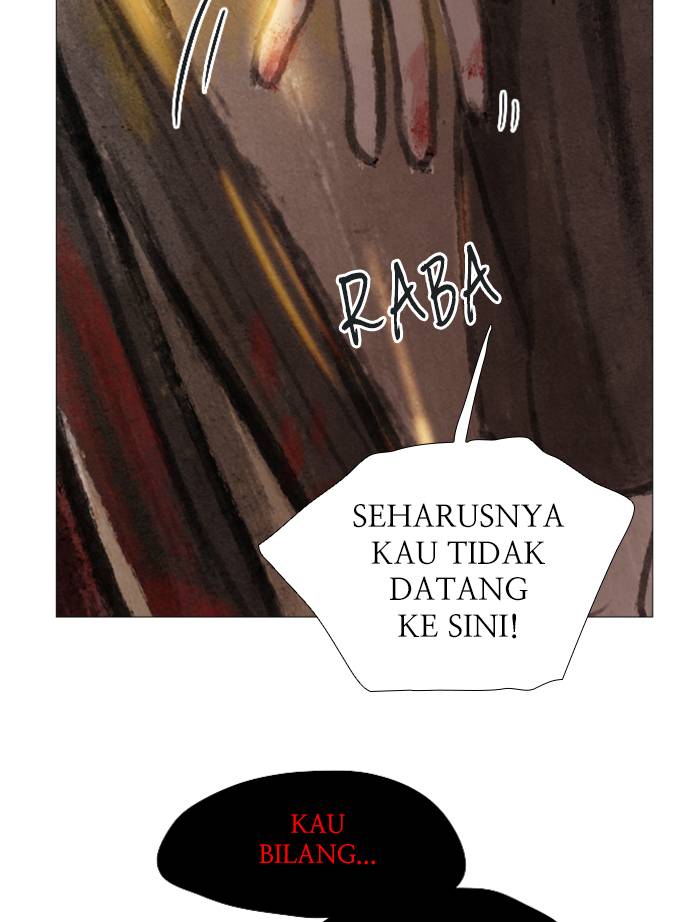 RABA
SEHARUSNYA
KAU TIDAK
DATANG
KE SINI!
KAU
BILANG...